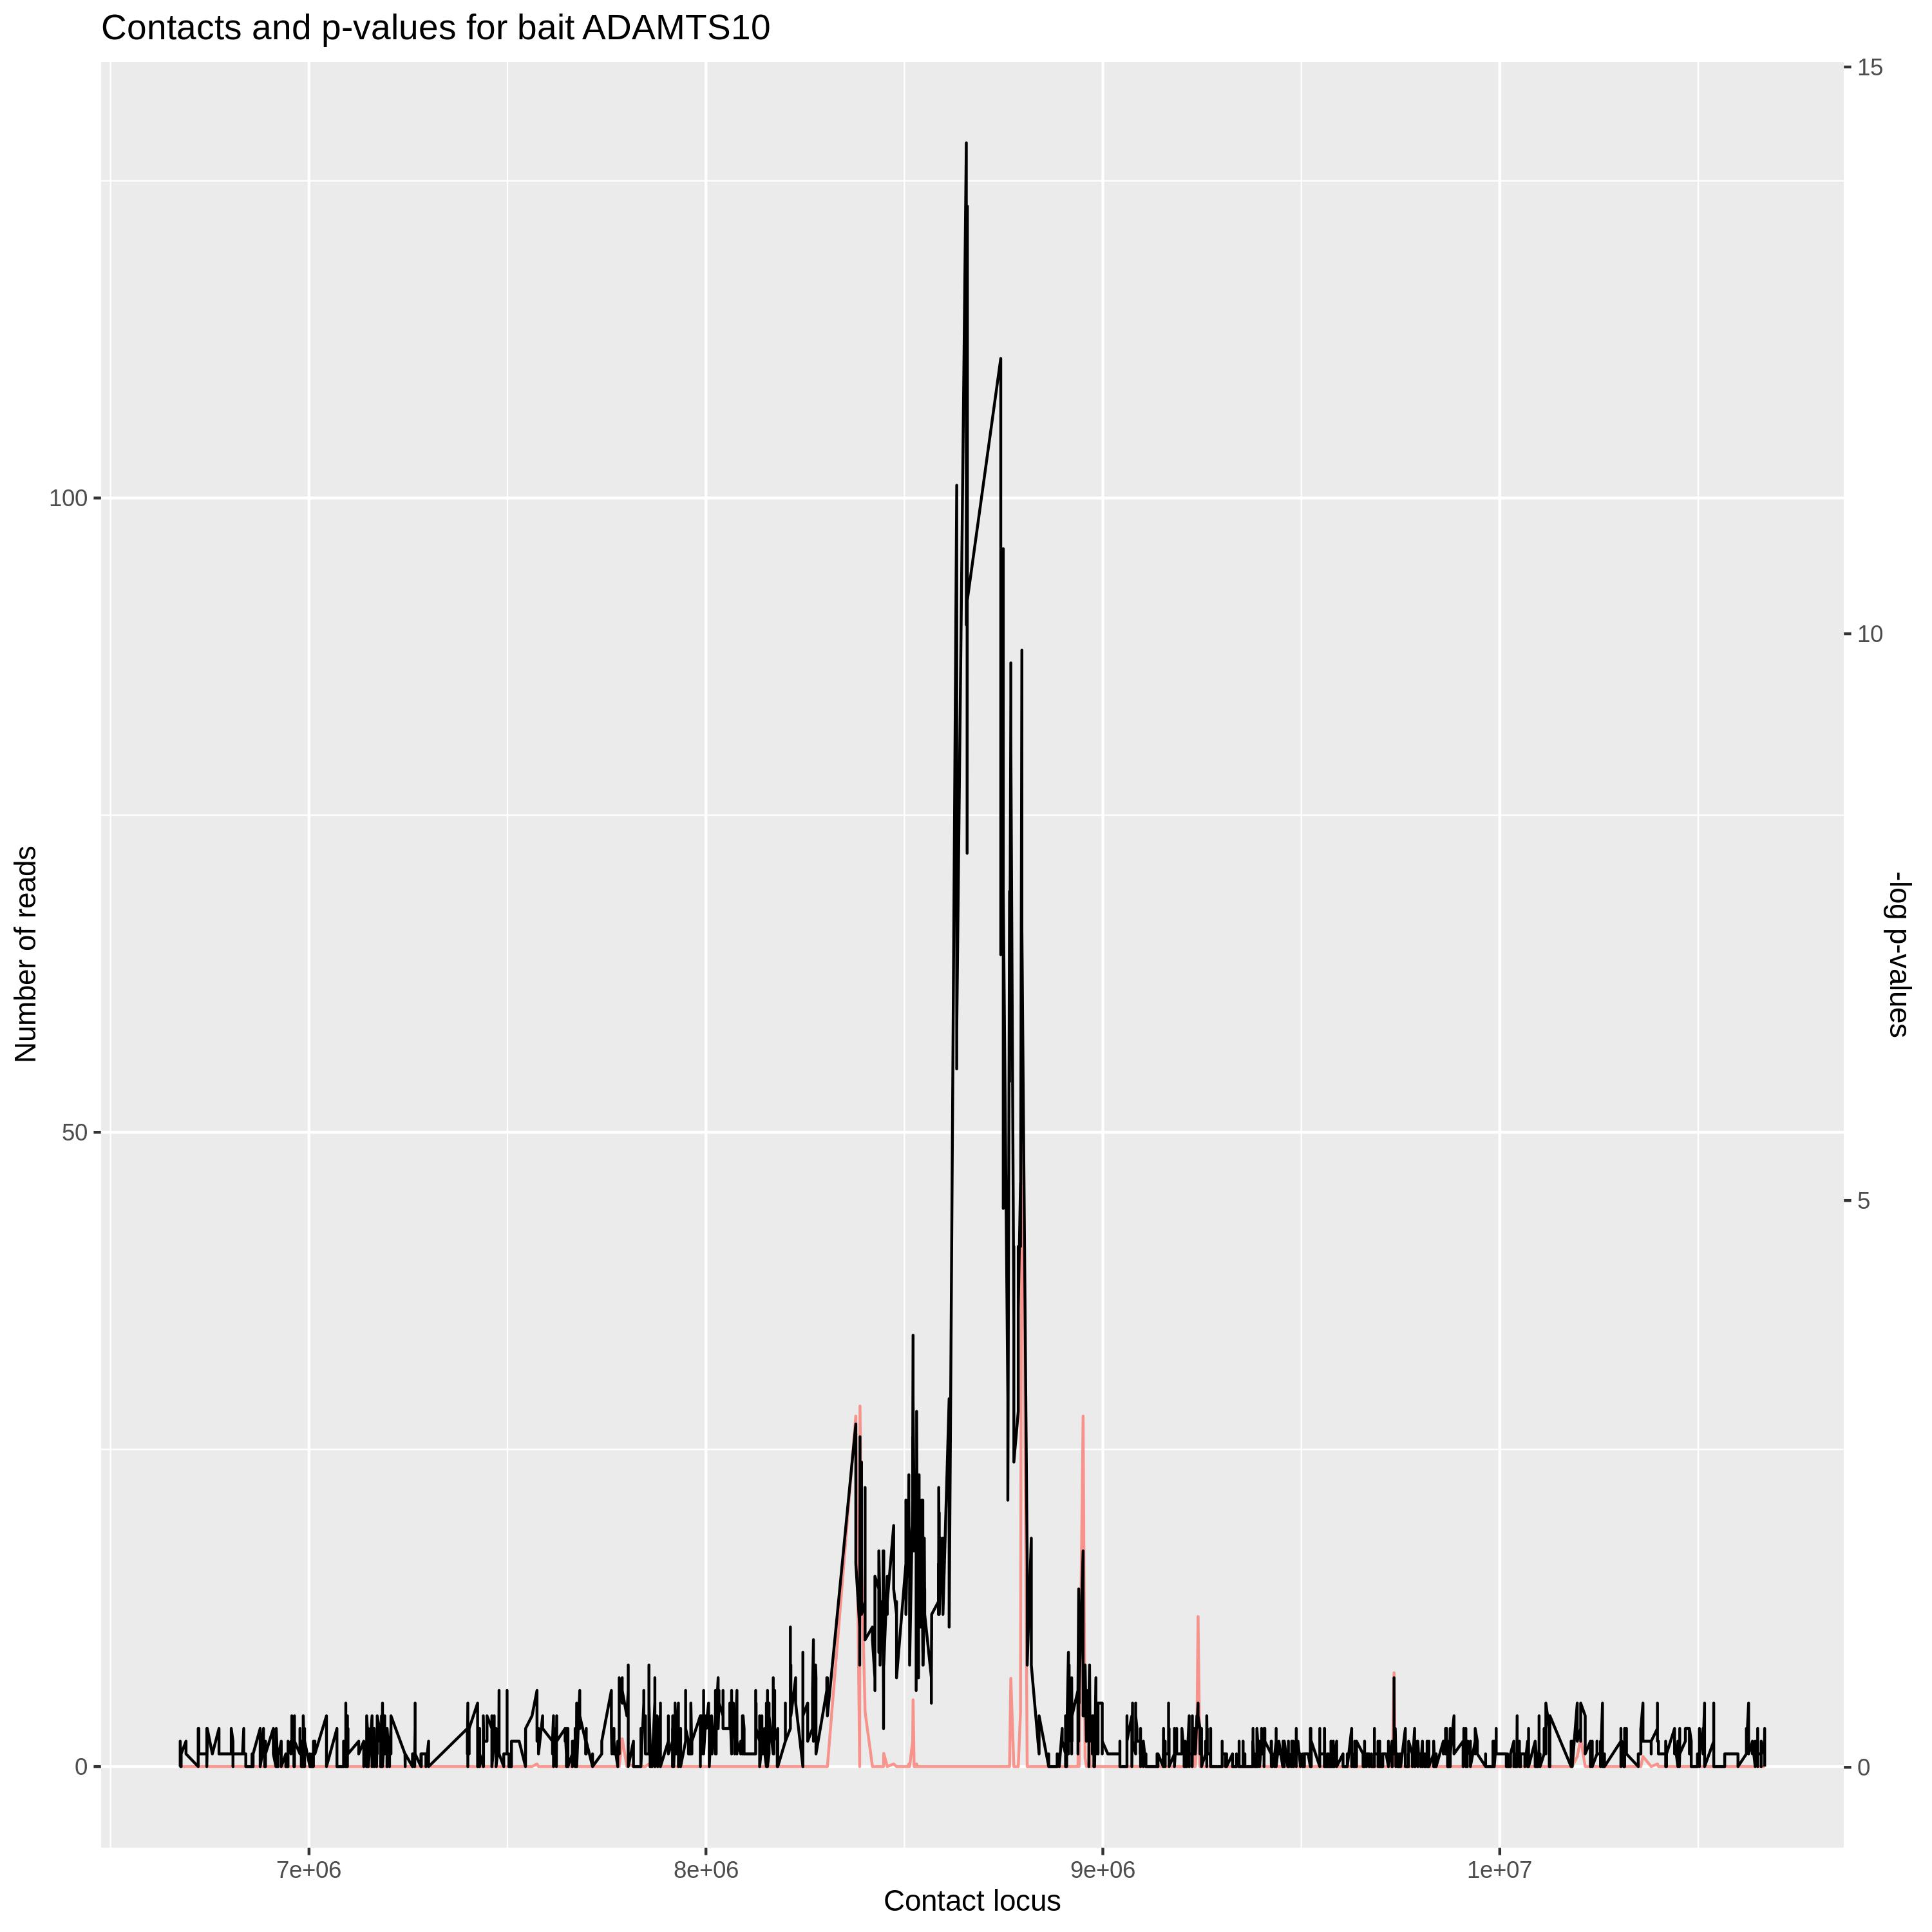 Contacts and p-values for bait ADAMTS10
15
100
10
Number of reads
-log p-values
50
5
0
0
7e+06
8e+06
9e+06
1e+07
Contact locus